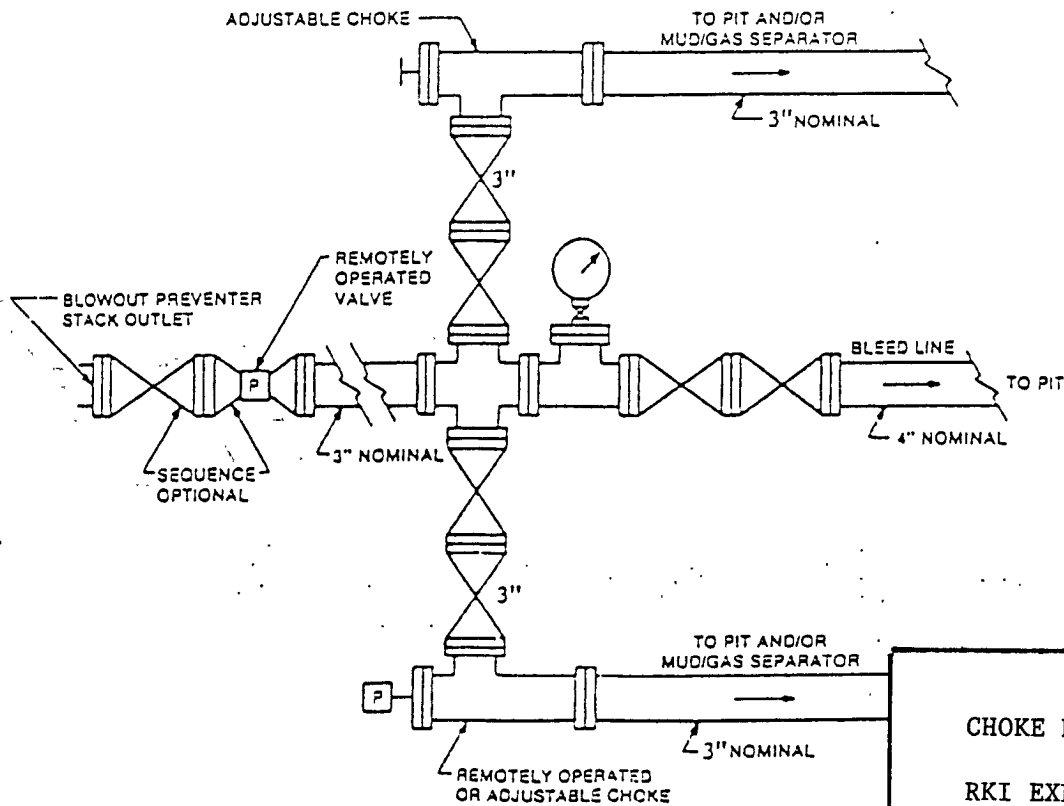 ADJUSTABLE CHOKE
TO PIT AND/OR
MUD/GAS SEPARATOR
3" NOMINAL
3"
REMOTELY
OPERATED
VALVE
BLOWOUT PREVENTER
STACK OUTLET
P
BLEED LINE
TO PIT
3" NOMINAL
4" NOMINAL
SEQUENCE
OPTIONAL
3"
TO PIT AND/OR
MUD/GAS SEPARATOR
P
3" NOMINAL
REMOTELY OPERATED
OR ADJUSTABLE CHOKE
CHOKE
RKI